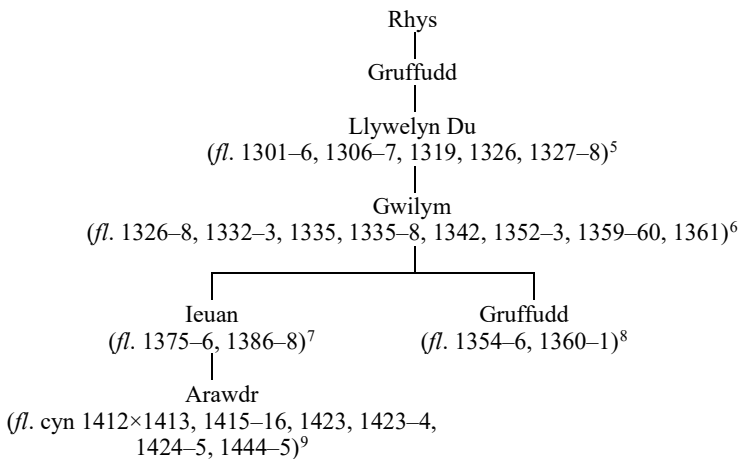 Rhys
Gruffudd
Llywelyn Du
(fl. 1301–6, 1306–7, 1319, 1326, 1327–8)⁵
Gwilym
(fl. 1326–8, 1332–3, 1335, 1335–8, 1342, 1352–3, 1359–60, 1361)⁶
Ieuan
(fl. 1375–6, 1386–8)⁷
Gruffudd
(fl. 1354–6, 1360–1)⁸
Arawdr
(fl. cyn 1412×1413, 1415–16, 1423, 1423–4,
1424–5, 1444–5)⁹